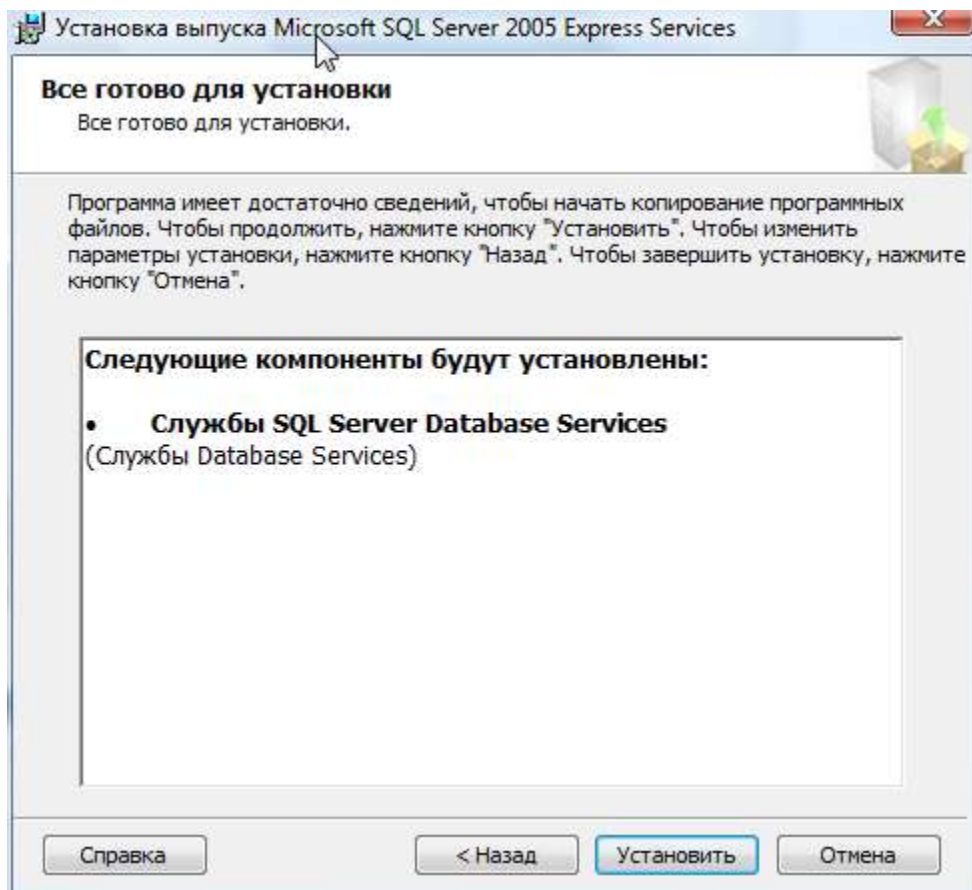 Установка выпуска Microsoft SQL Server 2005 Express Services
Все готово для установки
Все готово для установки.
Программа имеет достаточно сведений, чтобы начать копирование программных
файлов. Чтобы продолжить, нажмите кнопку "Установить". Чтобы изменить
параметры установки, нажмите кнопку "Назад". Чтобы завершить установку, нажмите
кнопку "Отмена".
Следующие компоненты будут установлены:
• Службы SQL Server Database Services
(Службы Database Services)
Справка
< Назад
Установить
Отмена